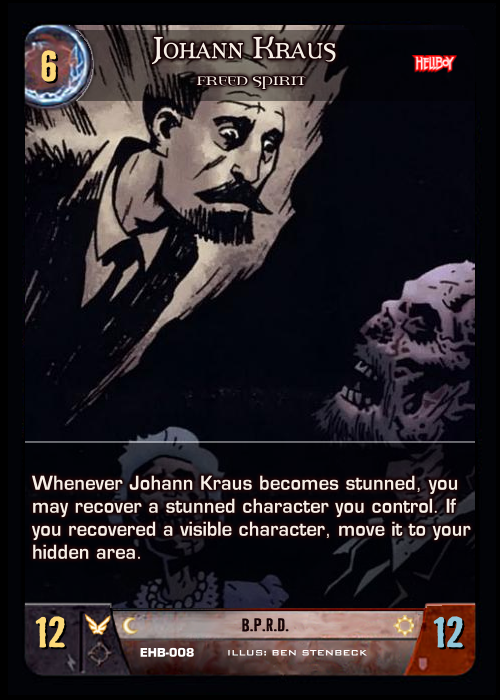 6
Johann Kraus
FREED SPIRIT
HELLBOY
Whenever Johann Kraus becomes stunned, you
may recover a stunned character you control. If
you recovered a visible character, move it to your
hidden area.
12
B.P.R.D.
12
EHB-008 ILLUS: BEN STENBECK